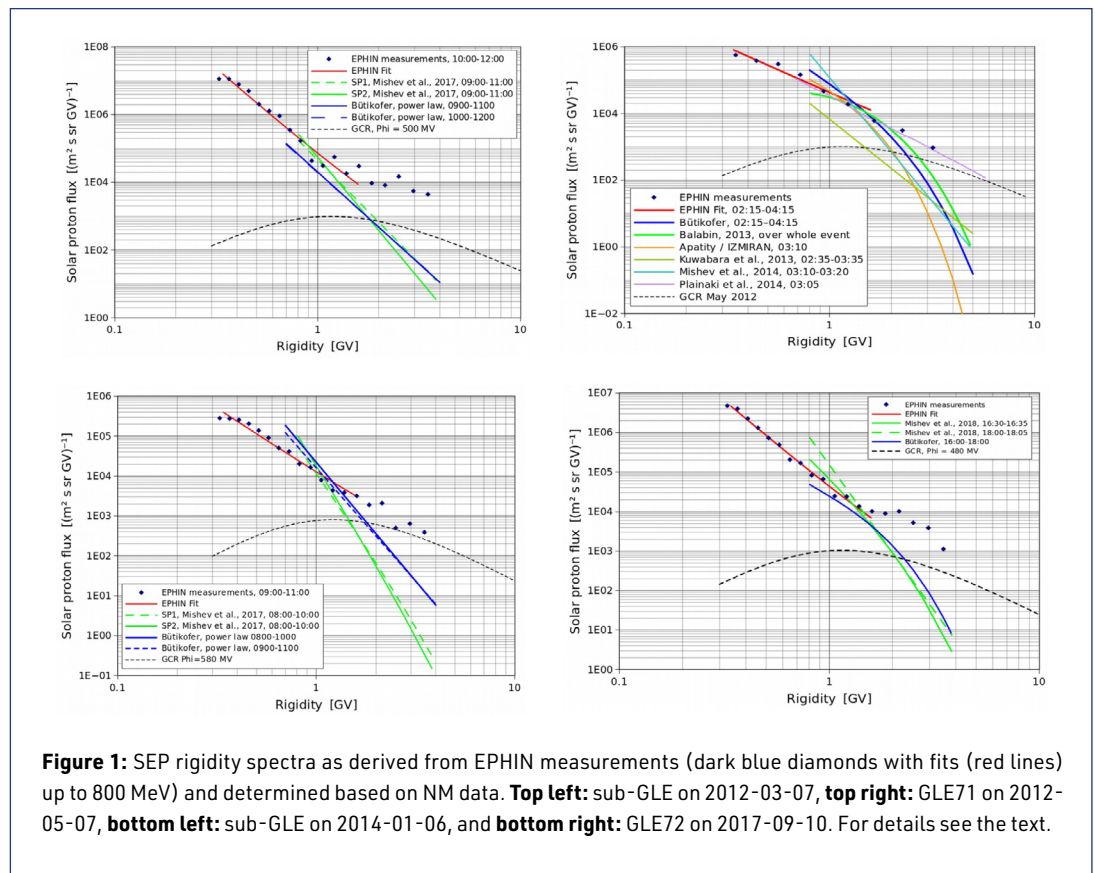 1E08
1E06
1E04
1E02
1E00
Solar proton flux [(m² s sr GV)⁻¹]
EPHIN measurements, 10:00-12:00
EPHIN Fit
SP1, Mishev et al., 2017, 09:00-11:00
SP2, Mishev et al., 2017, 09:00-11:00
Bütikofer, power law, 0900-1100
Bütikofer, power law, 1000-1200
GCR, Phi = 500 MV
0.1 1 10
Rigidity [GV]
1E06
1E04
1E02
1E00
1E-02
Solar proton flux [(m² s sr GV)⁻¹]
EPHIN measurements
EPHIN Fit, 02:15-04:15
Bütikofer, 02:15-04:15
Balabin, 2013, over whole event
Apatity / IZMIRAN, 03:10
Kuwabara et al., 2013, 02:35-03:35
Mishev et al., 2014, 03:10-03:20
Plainaki et al., 2014, 03:05
GCR May 2012
0.1 1 10
Rigidity [GV]
1E06
1E05
1E04
1E03
1E02
1E01
1E00
1E-01
Solar proton flux [(m² s sr GV)⁻¹]
EPHIN measurements, 09:00-11:00
EPHIN Fit
SP1, Mishev et al., 2017, 08:00-10:00
SP2, Mishev et al., 2017, 08:00-10:00
Bütikofer, power law 0800-1000
Bütikofer, power law, 0900-1100
GCR Phi=580 MV
0.1 1 10
Rigidity [GV]
1E07
1E06
1E05
1E04
1E03
1E02
1E01
1E00
Solar proton flux [(m² s sr GV)⁻¹]
EPHIN measurements
EPHIN Fit
Mishev et al., 2018, 16:30-16:35
Mishev et al., 2018, 18:00-18:05
Bütikofer, 16:00-18:00
GCR, Phi = 480 MV
0.1 1 10
Rigidity [GV]
Figure 1: SEP rigidity spectra as derived from EPHIN measurements (dark blue diamonds with fits (red lines)
up to 800 MeV) and determined based on NM data. Top left: sub-GLE on 2012-03-07, top right: GLE71 on 2012-
05-07, bottom left: sub-GLE on 2014-01-06, and bottom right: GLE72 on 2017-09-10. For details see the text.